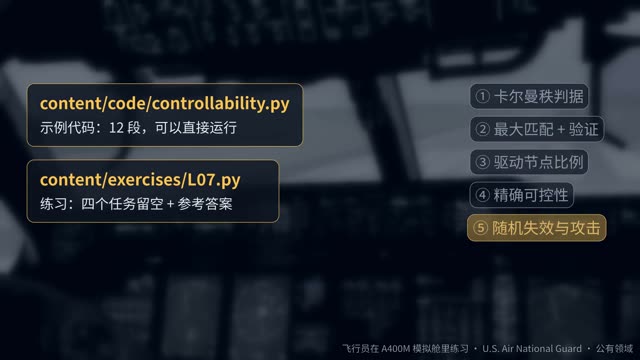 content/code/controllability.py
示例代码：12 段，可以直接运行
content/exercises/L07.py
练习：四个任务留空 + 参考答案
① 卡尔曼秩判据
② 最大匹配 + 验证
③ 驱动节点比例
④ 精确可控性
⑤ 随机失效与攻击
飞行员在 A400M 模拟舱里练习 · U.S. Air National Guard · 公有领域